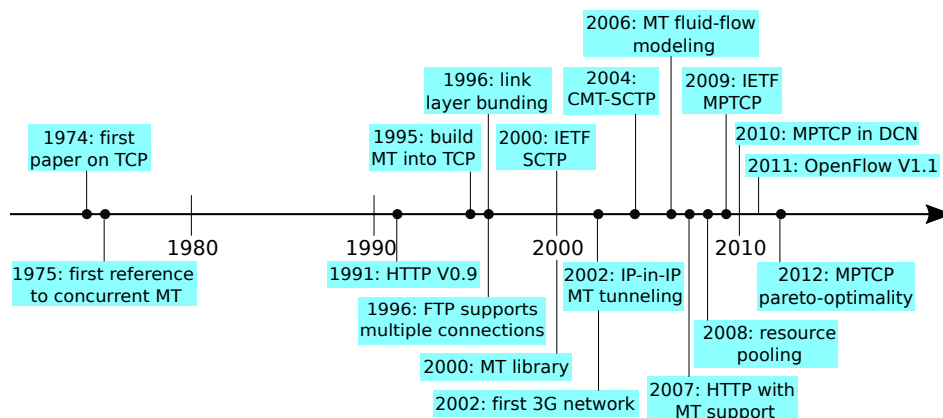 2006: MT fluid-flow
modeling
1996: link
layer bunding
2004:
CMT-SCTP
2009: IETF
MPTCP
1974: first
paper on TCP
1995: build
MT into TCP
2000: IETF
SCTP
2010: MPTCP in DCN
2011: OpenFlow V1.1
1980
1990
2000
2010
1975: first reference
to concurrent MT
1991: HTTP V0.9
2002: IP-in-IP
MT tunneling
2012: MPTCP
pareto-optimality
1996: FTP supports
multiple connections
2008: resource
pooling
2000: MT library
2007: HTTP with
MT support
2002: first 3G network